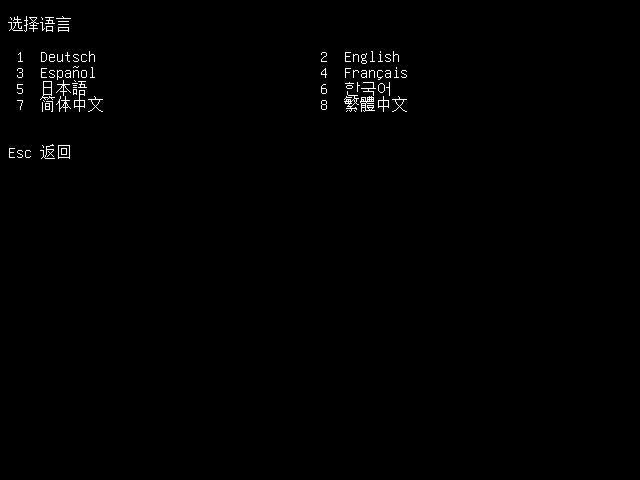 选择语言
1 Deutsch 2 English
3 Español 4 Français
5 日本語 6 한국어
7 简体中文 8 繁體中文
Esc 返回